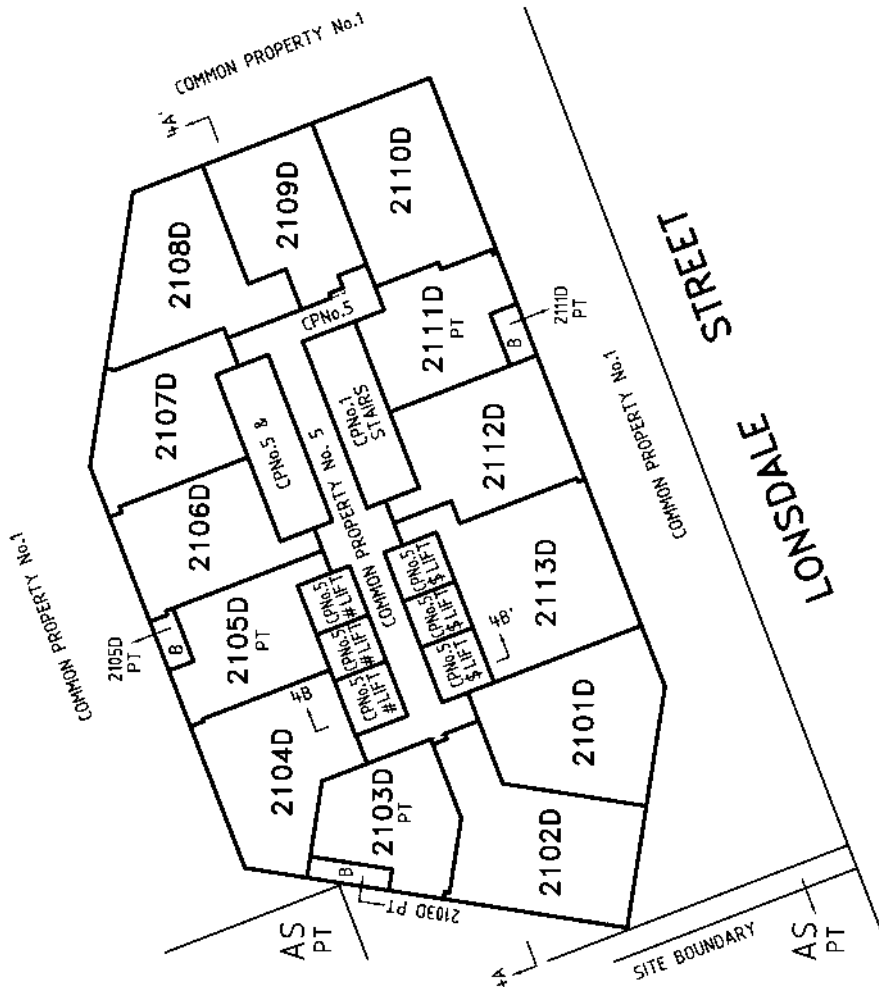 COMMON PROPERTY No.1
4A'
2108D
2109D
2110D
CPNo.5
2107D
2111D
PT
2111D
PT
B
CPNo.5 &
CPNo.1
STAIRS
COMMON PROPERTY No.1
2106D
COMMON PROPERTY No. 5
2112D
2105D
PT
B
2105D
PT
CPNo.5
# LIFT
CPNo.5
# LIFT
CPNo.5
# LIFT
CPNo.5
$ LIFT
CPNo.5
$ LIFT
CPNo.5
$ LIFT
4B
4B'
2113D
2104D
2103D
PT
B
2103D PT
2101D
2102D
COMMON PROPERTY No.1
LONSDALE STREET
AS
PT
SITE BOUNDARY
AS
PT